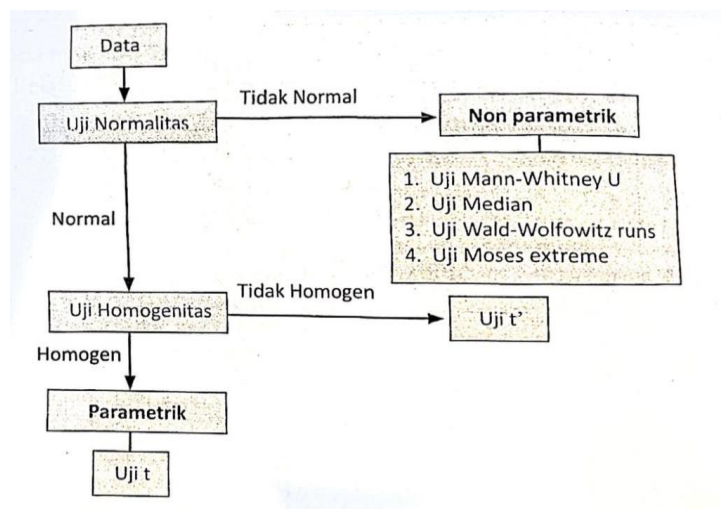 Data
Uji Normalitas
Tidak Normal
Non parametrik
1. Uji Mann-Whitney U
2. Uji Median
3. Uji Wald-Wolfowitz runs
4. Uji Moses extreme
Normal
Uji Homogenitas
Tidak Homogen
Uji t’
Homogen
Parametrik
Uji t